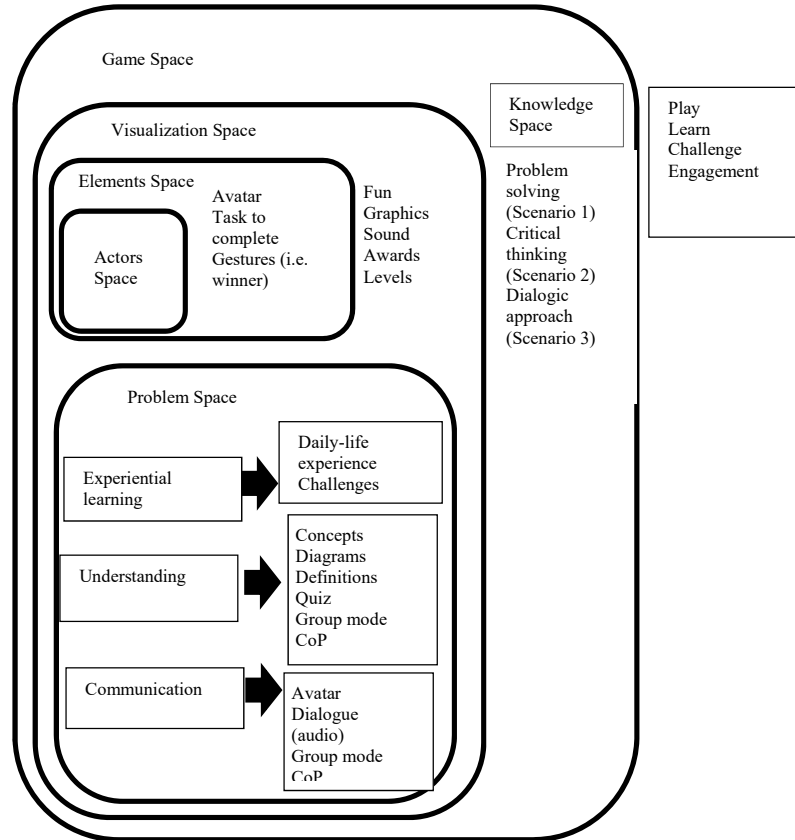 Game Space
Visualization Space
Elements Space
Actors
Space
Avatar
Task to
complete
Gestures (i.e.
winner)
Fun
Graphics
Sound
Awards
Levels
Knowledge
Space
Problem
solving
(Scenario 1)
Critical
thinking
(Scenario 2)
Dialogic
approach
(Scenario 3)
Play
Learn
Challenge
Engagement
Problem Space
Experiential
learning
Daily-life
experience
Challenges
Understanding
Concepts
Diagrams
Definitions
Quiz
Group mode
CoP
Communication
Avatar
Dialogue
(audio)
Group mode
CoP